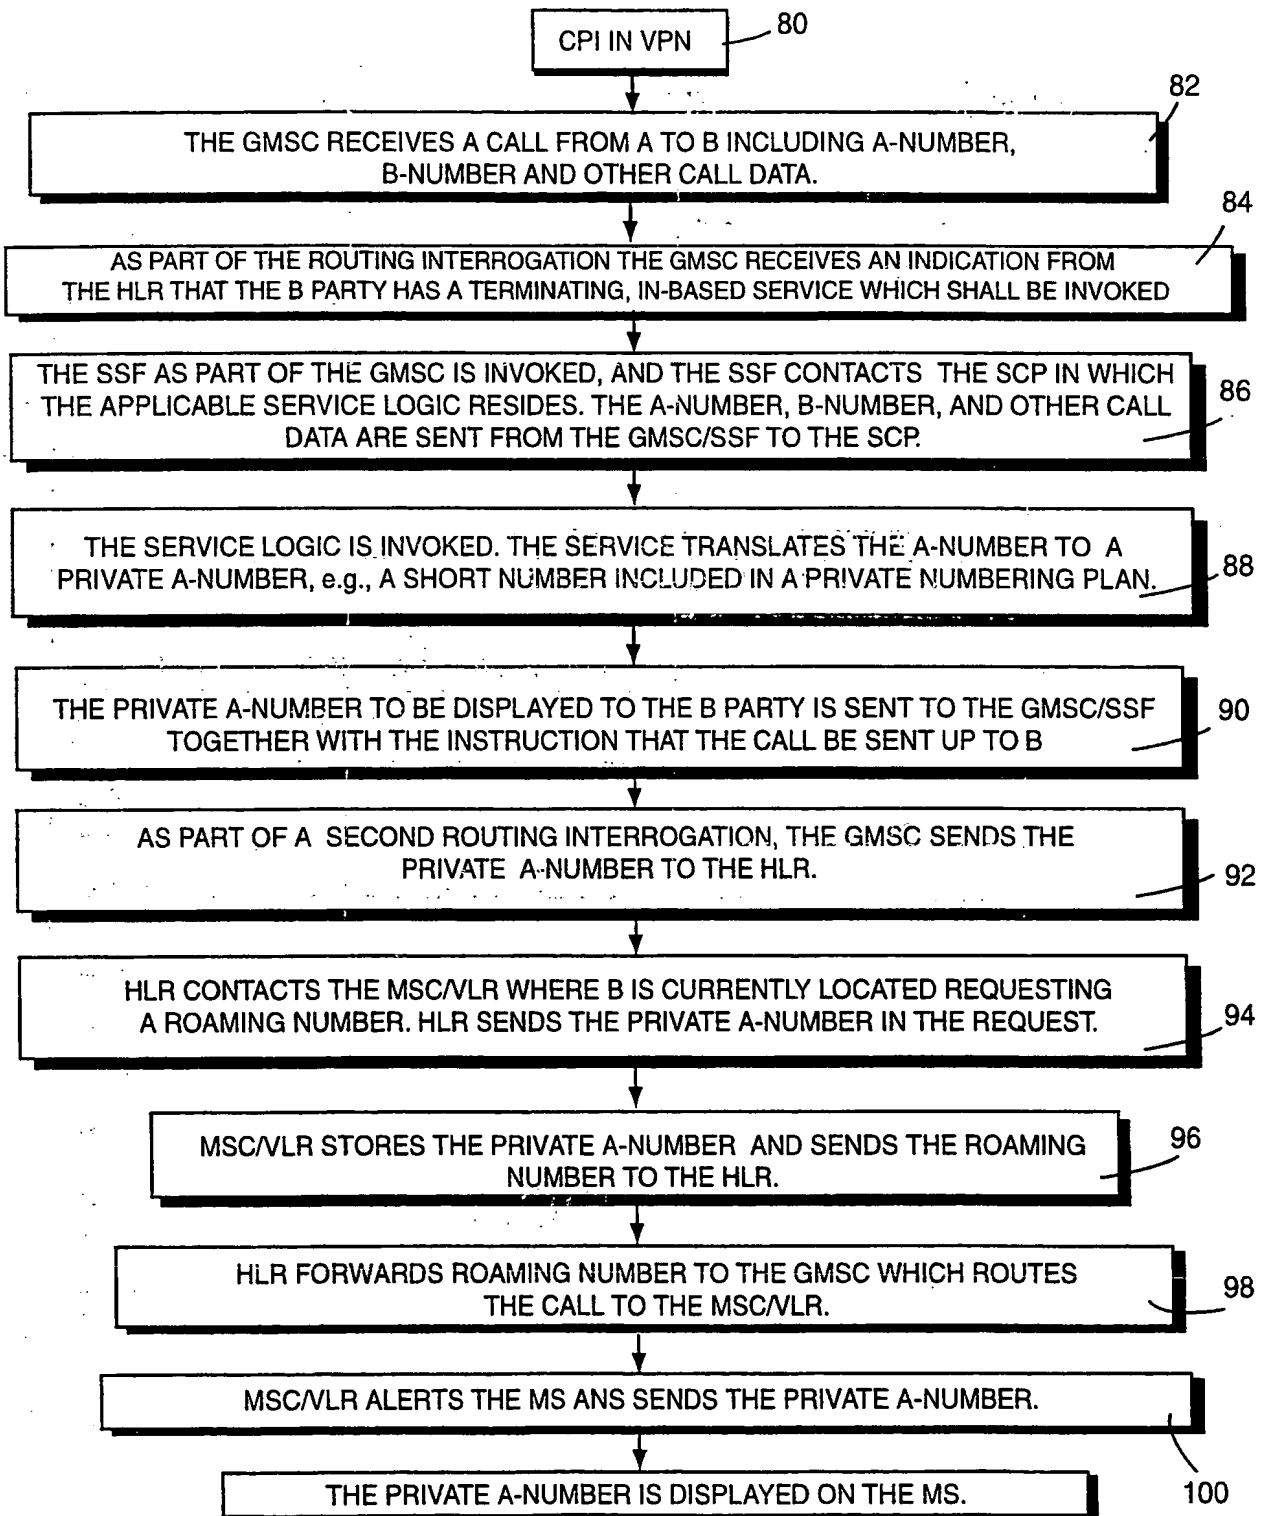 CPI IN VPN
80
82
THE GMSC RECEIVES A CALL FROM A TO B INCLUDING A-NUMBER,
B-NUMBER AND OTHER CALL DATA.
84
AS PART OF THE ROUTING INTERROGATION THE GMSC RECEIVES AN INDICATION FROM
THE HLR THAT THE B PARTY HAS A TERMINATING, IN-BASED SERVICE WHICH SHALL BE INVOKED
THE SSF AS PART OF THE GMSC IS INVOKED, AND THE SSF CONTACTS THE SCP IN WHICH
THE APPLICABLE SERVICE LOGIC RESIDES. THE A-NUMBER, B-NUMBER, AND OTHER CALL
DATA ARE SENT FROM THE GMSC/SSF TO THE SCP.
86
THE SERVICE LOGIC IS INVOKED. THE SERVICE TRANSLATES THE A-NUMBER TO A
PRIVATE A-NUMBER, e.g., A SHORT NUMBER INCLUDED IN A PRIVATE NUMBERING PLAN.
88
THE PRIVATE A-NUMBER TO BE DISPLAYED TO THE B PARTY IS SENT TO THE GMSC/SSF
TOGETHER WITH THE INSTRUCTION THAT THE CALL BE SENT UP TO B
90
AS PART OF A SECOND ROUTING INTERROGATION, THE GMSC SENDS THE
PRIVATE A-NUMBER TO THE HLR.
92
HLR CONTACTS THE MSC/VLR WHERE B IS CURRENTLY LOCATED REQUESTING
A ROAMING NUMBER. HLR SENDS THE PRIVATE A-NUMBER IN THE REQUEST.
94
MSC/VLR STORES THE PRIVATE A-NUMBER AND SENDS THE ROAMING
NUMBER TO THE HLR.
96
HLR FORWARDS ROAMING NUMBER TO THE GMSC WHICH ROUTES
THE CALL TO THE MSC/VLR.
98
MSC/VLR ALERTS THE MS ANS SENDS THE PRIVATE A-NUMBER.
100
THE PRIVATE A-NUMBER IS DISPLAYED ON THE MS.